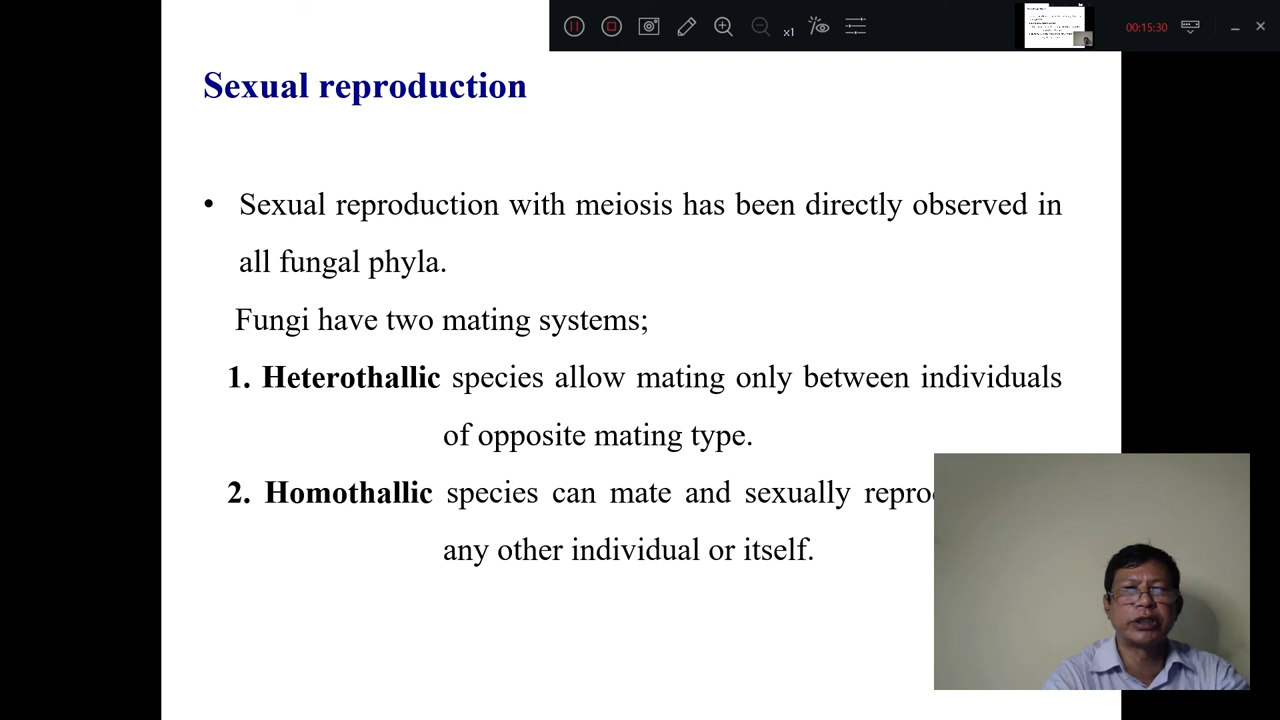 x1
00:15:30
Sexual reproduction
• Sexual reproduction with meiosis has been directly observed in
all fungal phyla.
Fungi have two mating systems;
1. Heterothallic species allow mating only between individuals
of opposite mating type.
2. Homothallic species can mate and sexually
any other individual or itself.